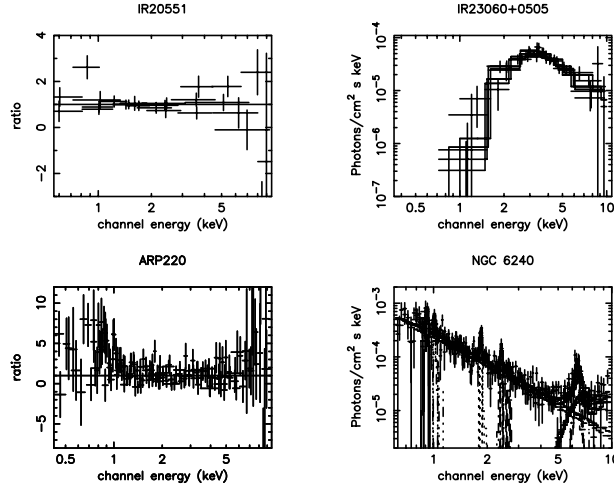 IR20551
ratio
4
2
0
−2
1
2
5
channel energy (keV)
IR23060+0505
Photons/cm² s keV
10⁻⁴
10⁻⁵
10⁻⁶
10⁻⁷
0.5
1
2
5
10
channel energy (keV)
ARP220
ratio
10
5
0
−5
0.5
1
2
5
channel energy (keV)
NGC 6240
Photons/cm² s keV
10⁻³
10⁻⁴
10⁻⁵
1
2
5
10
channel energy (keV)